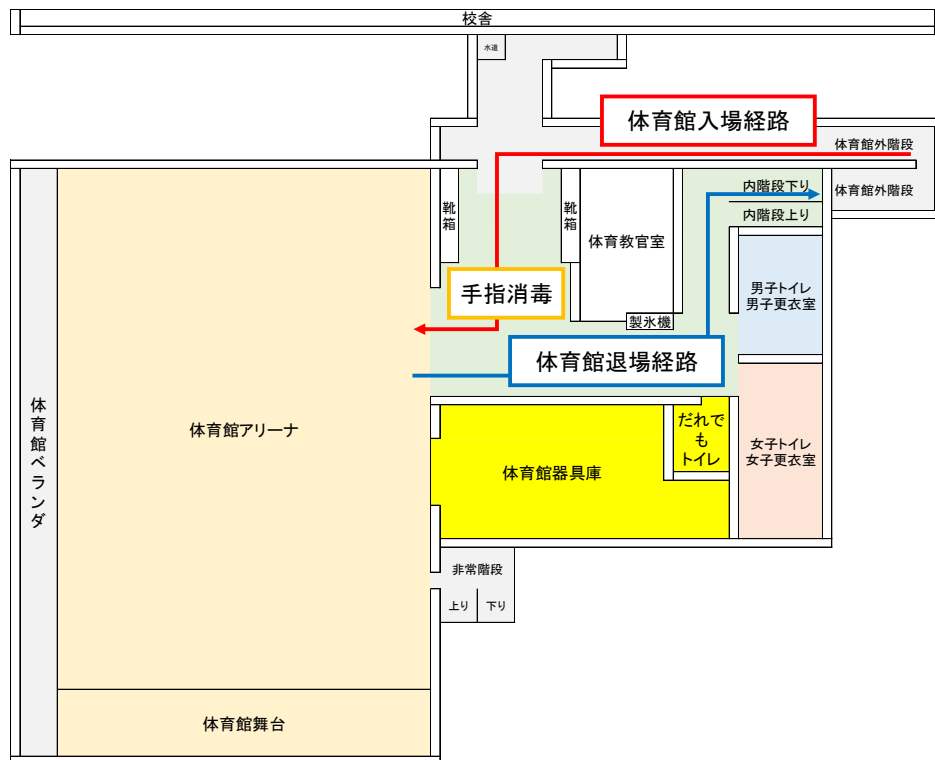 校舎
水道
体育館入場経路
体育館外階段
体育館外階段
内階段下り
内階段上り
靴箱
靴箱
体育教官室
手指消毒
男子トイレ
男子更衣室
製氷機
体育館退場経路
体育館ベランダ
体育館アリーナ
だれで
も
トイレ
女子トイレ
女子更衣室
体育館器具庫
非常階段
上り
下り
体育館舞台